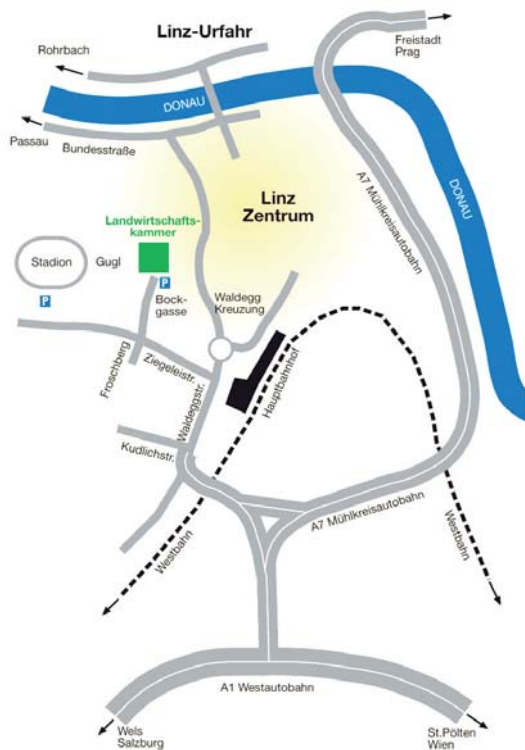 Linz-Urfahr
Freistadt
Prag
Rohrbach
DONAU
Passau
Bundesstraße
A7 Mühlkreisautobahn
DONAU
Linz
Zentrum
Landwirtschafts-
kammer
Stadion
Gugl
P
P
Bock-
gasse
Waldegg
Kreuzung
Froschberg
Ziegeleistr.
Waldeggstr.
Hauptbahnhof
Kudlichstr.
A7 Mühlkreisautobahn
Westbahn
Westbahn
A1 Westautobahn
Wels
Salzburg
St.Pölten
Wien